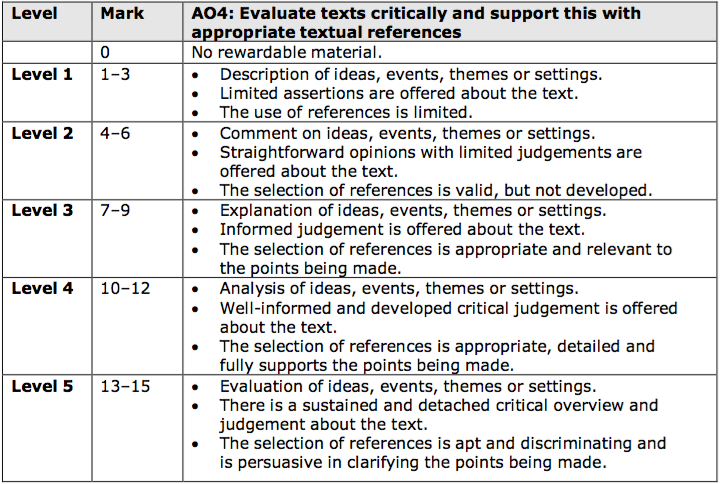 Level Mark AO4: Evaluate texts critically and support this with
appropriate textual references
0 No rewardable material.
Level 1 1–3 • Description of ideas, events, themes or settings.
• Limited assertions are offered about the text.
• The use of references is limited.
Level 2 4–6 • Comment on ideas, events, themes or settings.
• Straightforward opinions with limited judgements are
offered about the text.
• The selection of references is valid, but not developed.
Level 3 7–9 • Explanation of ideas, events, themes or settings.
• Informed judgement is offered about the text.
• The selection of references is appropriate and relevant to
the points being made.
Level 4 10–12 • Analysis of ideas, events, themes or settings.
• Well-informed and developed critical judgement is offered
about the text.
• The selection of references is appropriate, detailed and
fully supports the points being made.
Level 5 13–15 • Evaluation of ideas, events, themes or settings.
• There is a sustained and detached critical overview and
judgement about the text.
• The selection of references is apt and discriminating and
is persuasive in clarifying the points being made.